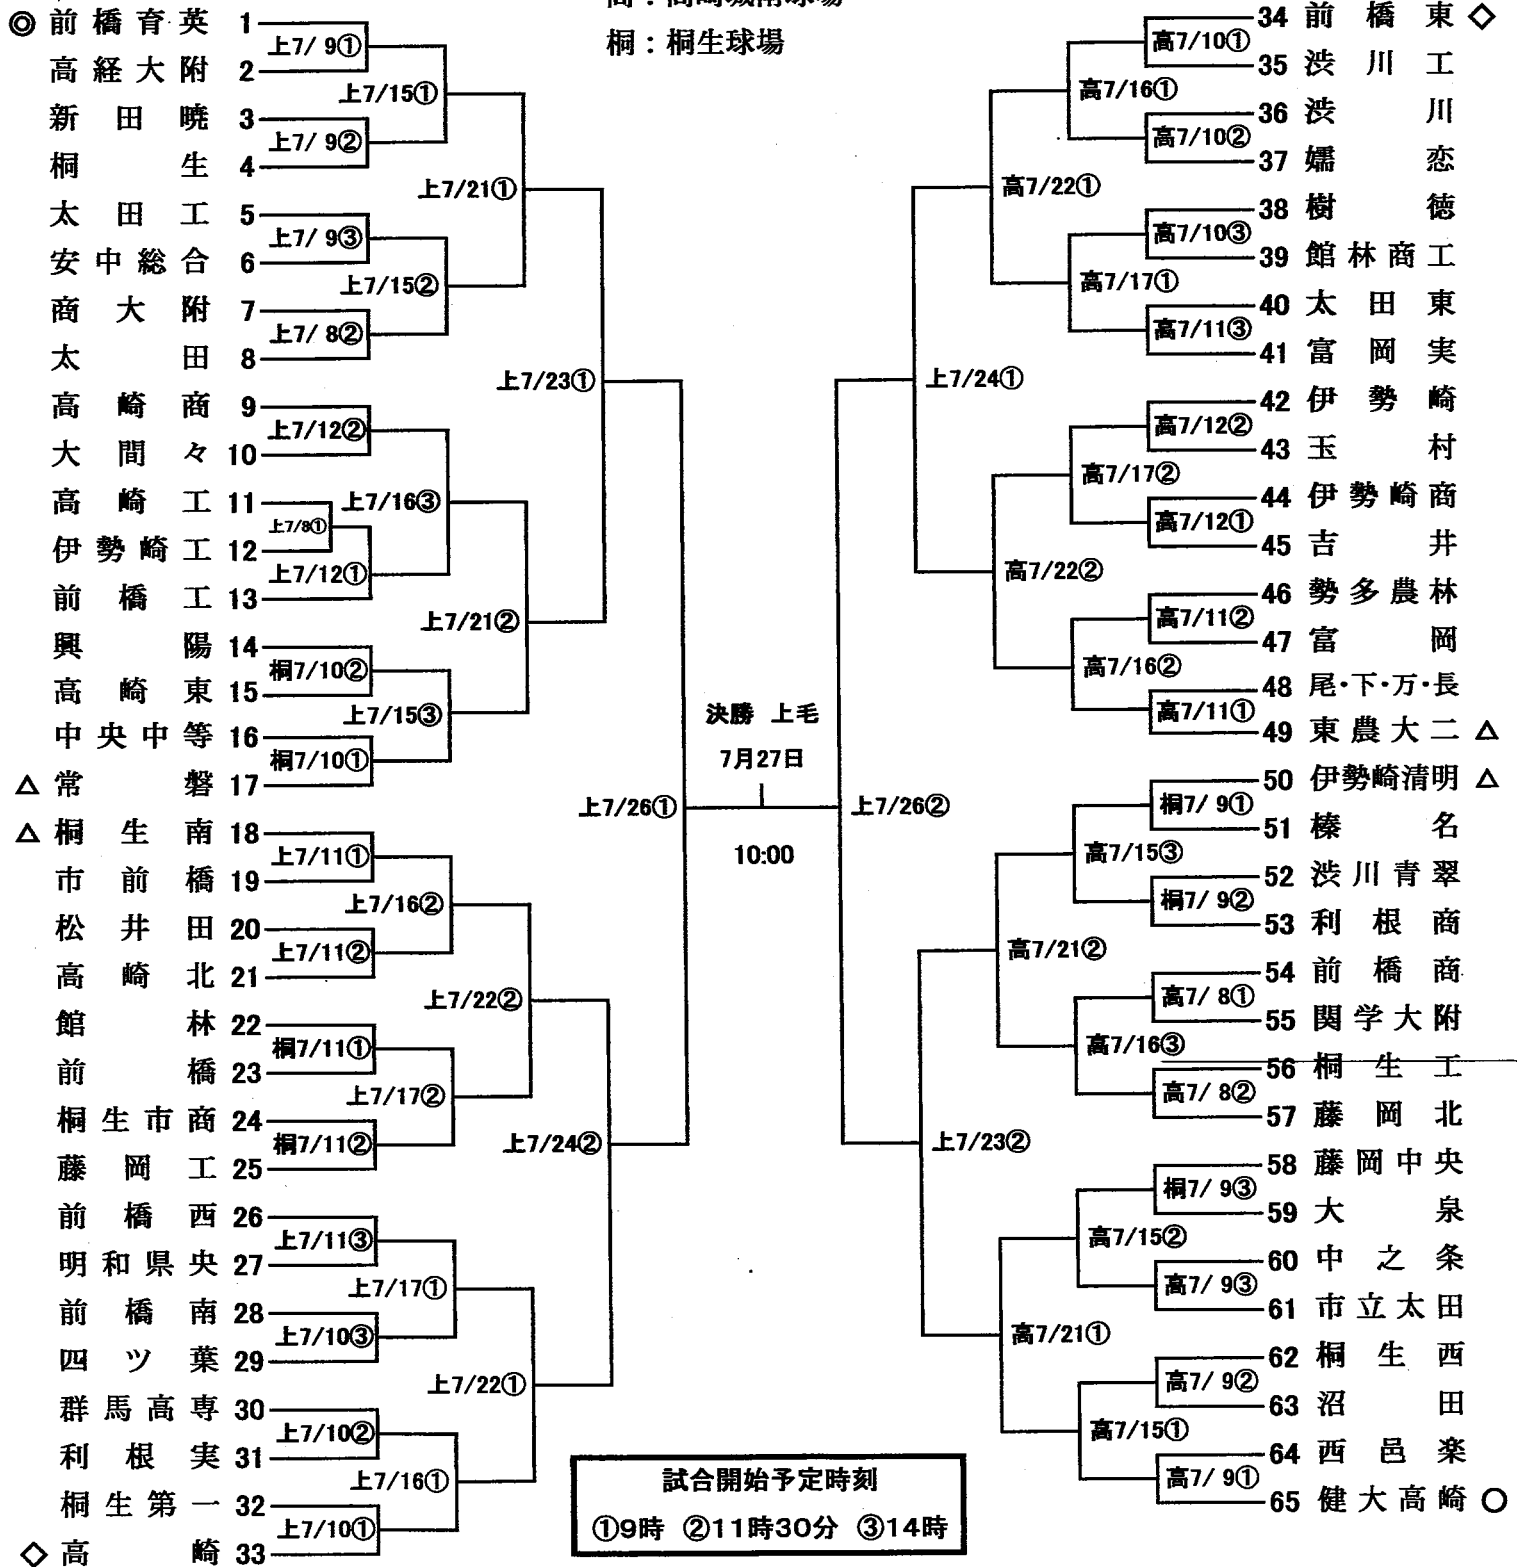 桐：桐生球場
◎ 前橋育英 1
高経大附 2
新田暁 3
桐生 4
太田工 5
安中総合 6
商大附 7
太田 8
高崎商 9
大間々 10
高崎工 11
伊勢崎工 12
前橋工 13
興陽 14
高崎東 15
中央中等 16
△ 常磐 17
△ 桐生南 18
市前橋 19
松井田 20
高崎北 21
館林 22
前橋 23
桐生市商 24
藤岡工 25
前橋西 26
明和県央 27
前橋南 28
四ツ葉 29
群馬高専 30
利根実 31
桐生第一 32
◇ 高崎 33
上7/ 9①
上7/ 9②
上7/ 9③
上7/ 8②
上7/12②
上7/8①
上7/12①
桐7/10②
桐7/10①
上7/11①
上7/11②
桐7/11①
桐7/11②
上7/11③
上7/10③
上7/10②
上7/10①
上7/15①
上7/15②
上7/16③
上7/15③
上7/16②
上7/17②
上7/17①
上7/16①
上7/21①
上7/21②
上7/22②
上7/22①
上7/23①
上7/24②
上7/26①
決勝 上毛
7月27日
10:00
上7/26②
上7/24①
上7/23②
高7/22①
高7/22②
高7/21②
高7/21①
高7/16①
高7/17①
高7/17②
高7/16②
高7/15③
高7/16③
高7/15②
高7/15①
高7/10①
高7/10②
高7/10③
高7/11③
高7/12②
高7/12①
高7/11②
高7/11①
桐7/ 9①
桐7/ 9②
高7/ 8①
高7/ 8②
桐7/ 9③
高7/ 9③
高7/ 9②
高7/ 9①
34 前橋東 ◇
35 渋川工
36 渋川
37 嬬恋
38 樹徳
39 館林商工
40 太田東
41 富岡実
42 伊勢崎
43 玉村
44 伊勢崎商
45 吉井
46 勢多農林
47 富岡
48 尾・下・万・長
49 東農大二 △
50 伊勢崎清明 △
51 榛名
52 渋川青翠
53 利根商
54 前橋商
55 関学大附
56 桐生工
57 藤岡北
58 藤岡中央
59 大泉
60 中之条
61 市立太田
62 桐生西
63 沼田
64 西邑楽
65 健大高崎 ○
試合開始予定時刻
①9時 ②11時30分 ③14時